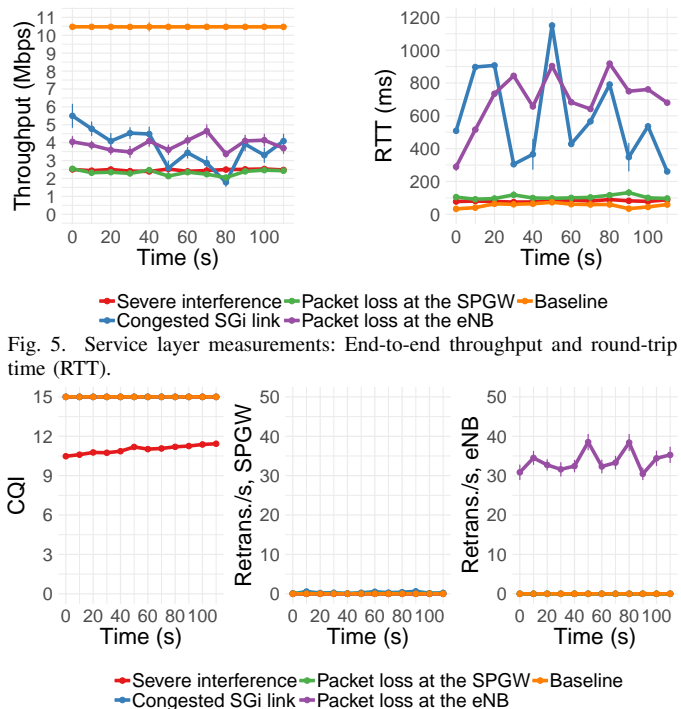 Throughput (Mbps)
11
10
9
8
7
6
5
4
3
2
1
0
0 20 40 60 80 100
Time (s)
RTT (ms)
1200
1000
800
600
400
200
0
0 20 40 60 80 100
Time (s)
Severe interference Packet loss at the SPGW Baseline
Congested SGi link Packet loss at the eNB
Fig. 5. Service layer measurements: End-to-end throughput and round-trip
time (RTT).
CQI
15
12
9
6
3
0
0 20 40 60 80 100
Time (s)
Retrans./s, SPGW
50
40
30
20
10
0
0 20 40 60 80 100
Time (s)
Retrans./s, eNB
50
40
30
20
10
0
0 20 40 60 80 100
Time (s)
Severe interference Packet loss at the SPGW Baseline
Congested SGi link Packet loss at the eNB